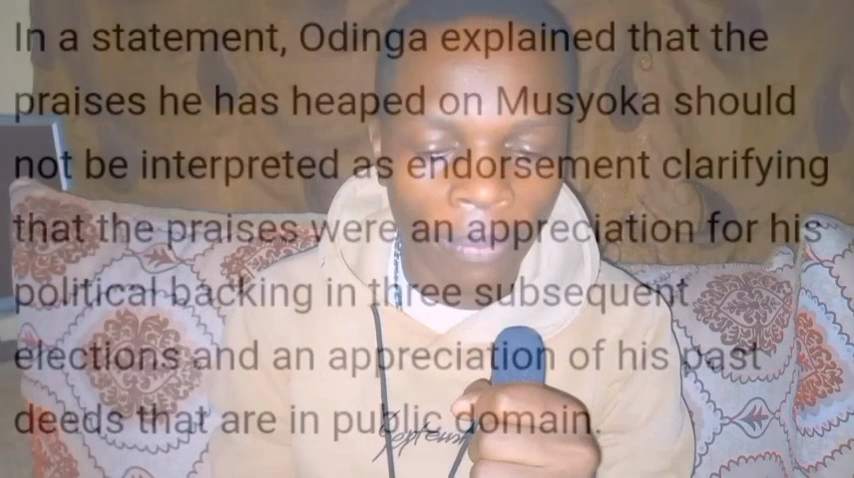 In a statement, Odinga explained that the
praises he has heaped on Musyoka should
not be interpreted as endorsement clarifying
that the praises were an appreciation for his
political backing in three subsequent
elections and an appreciation of his past
deeds that are in public domain.